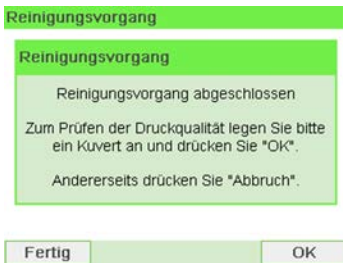 Reinigungsvorgang
Reinigungsvorgang
Reinigungsvorgang abgeschlossen
Zum Prüfen der Druckqualität legen Sie bitte
ein Kuvert an und drücken Sie "OK".
Andererseits drücken Sie "Abbruch".
Fertig
OK